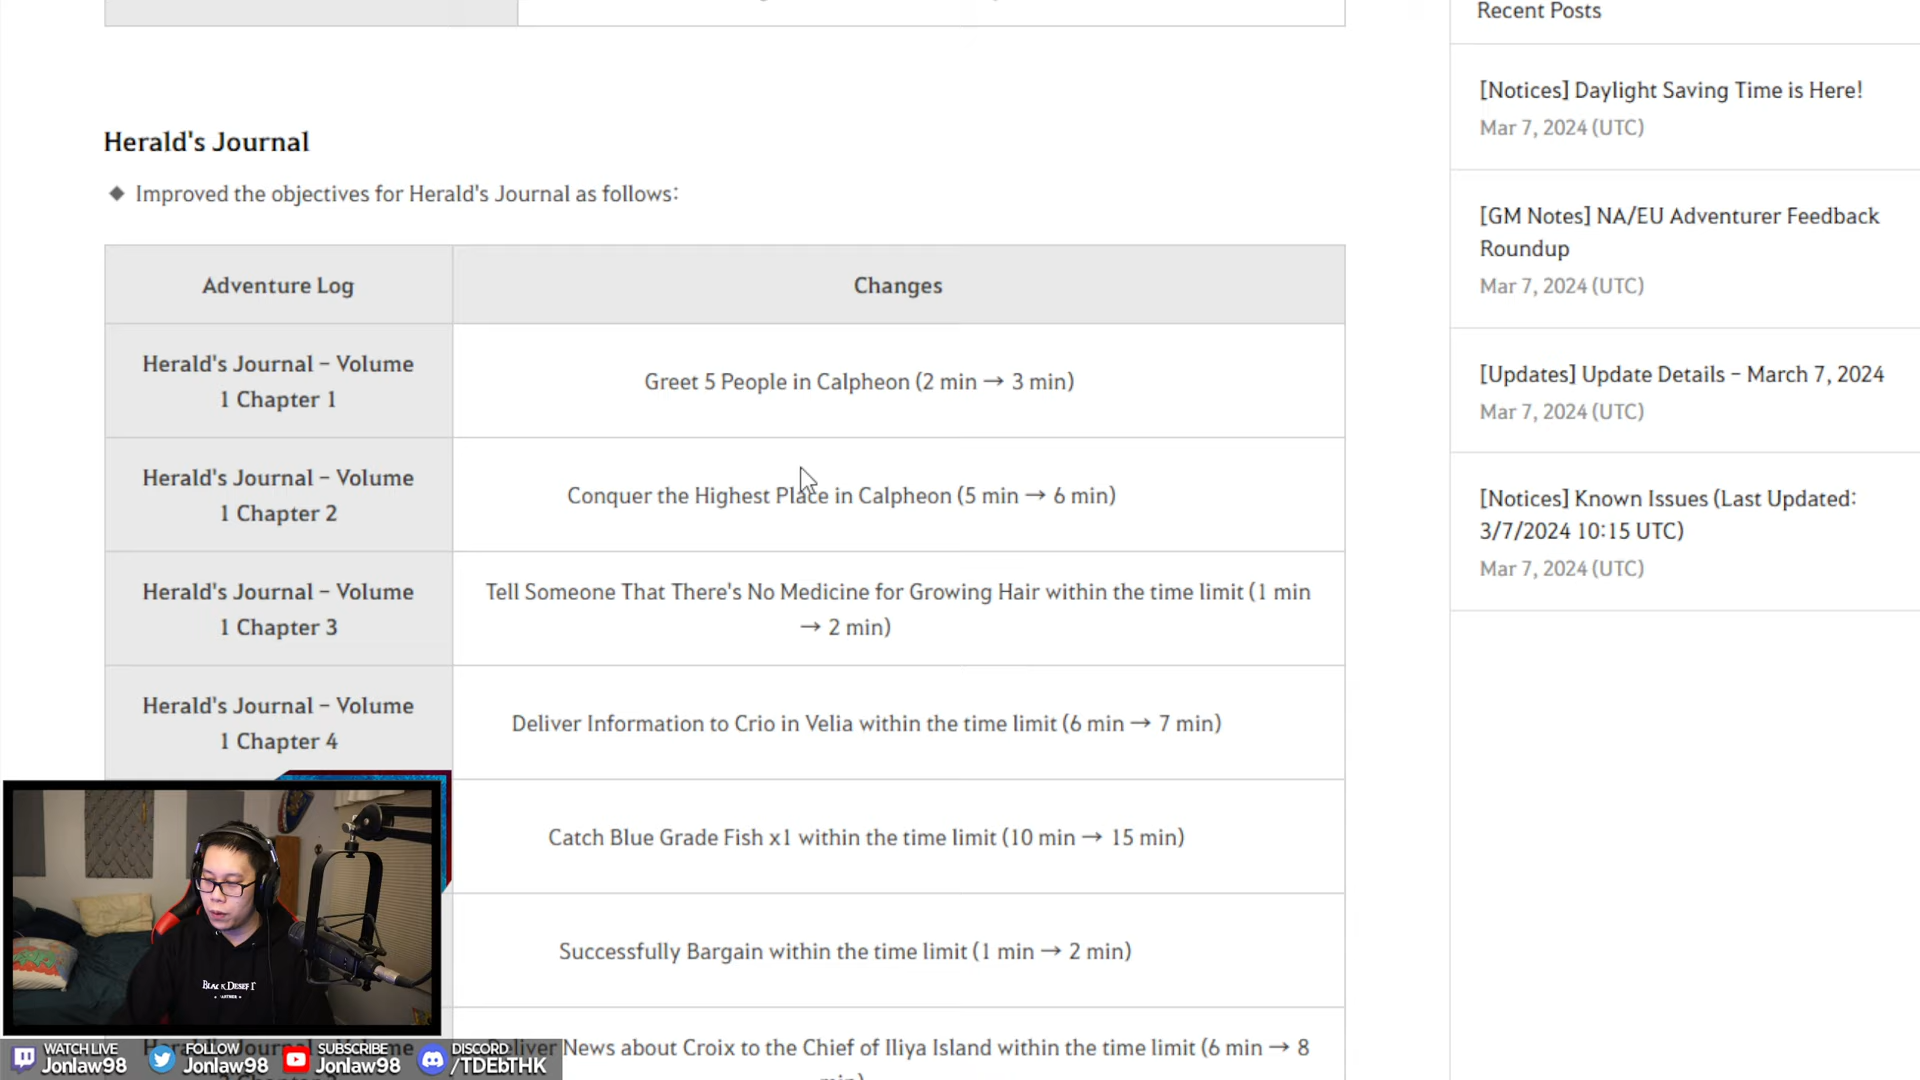 Herald's Journal
◆ Improved the objectives for Herald's Journal as follows:
Adventure Log
Changes
Herald's Journal – Volume
1 Chapter 1
Greet 5 People in Calpheon (2 min → 3 min)
Herald's Journal – Volume
1 Chapter 2
Conquer the Highest Place in Calpheon (5 min → 6 min)
Herald's Journal – Volume
1 Chapter 3
Tell Someone That There's No Medicine for Growing Hair within the time limit (1 min
→ 2 min)
Herald's Journal – Volume
1 Chapter 4
Deliver Information to Crio in Velia within the time limit (6 min → 7 min)
Catch Blue Grade Fish x1 within the time limit (10 min → 15 min)
Successfully Bargain within the time limit (1 min → 2 min)
News about Croix to the Chief of Iliya Island within the time limit (6 min → 8
min)
Recent Posts
[Notices] Daylight Saving Time is Here!
Mar 7, 2024 (UTC)
[GM Notes] NA/EU Adventurer Feedback
Roundup
Mar 7, 2024 (UTC)
[Updates] Update Details – March 7, 2024
Mar 7, 2024 (UTC)
[Notices] Known Issues (Last Updated:
3/7/2024 10:15 UTC)
Mar 7, 2024 (UTC)
BLACK DESERT
PARTNER
WATCH LIVE
Jonlaw98
FOLLOW
Jonlaw98
SUBSCRIBE
Jonlaw98
DISCORD
/TDEbTHK